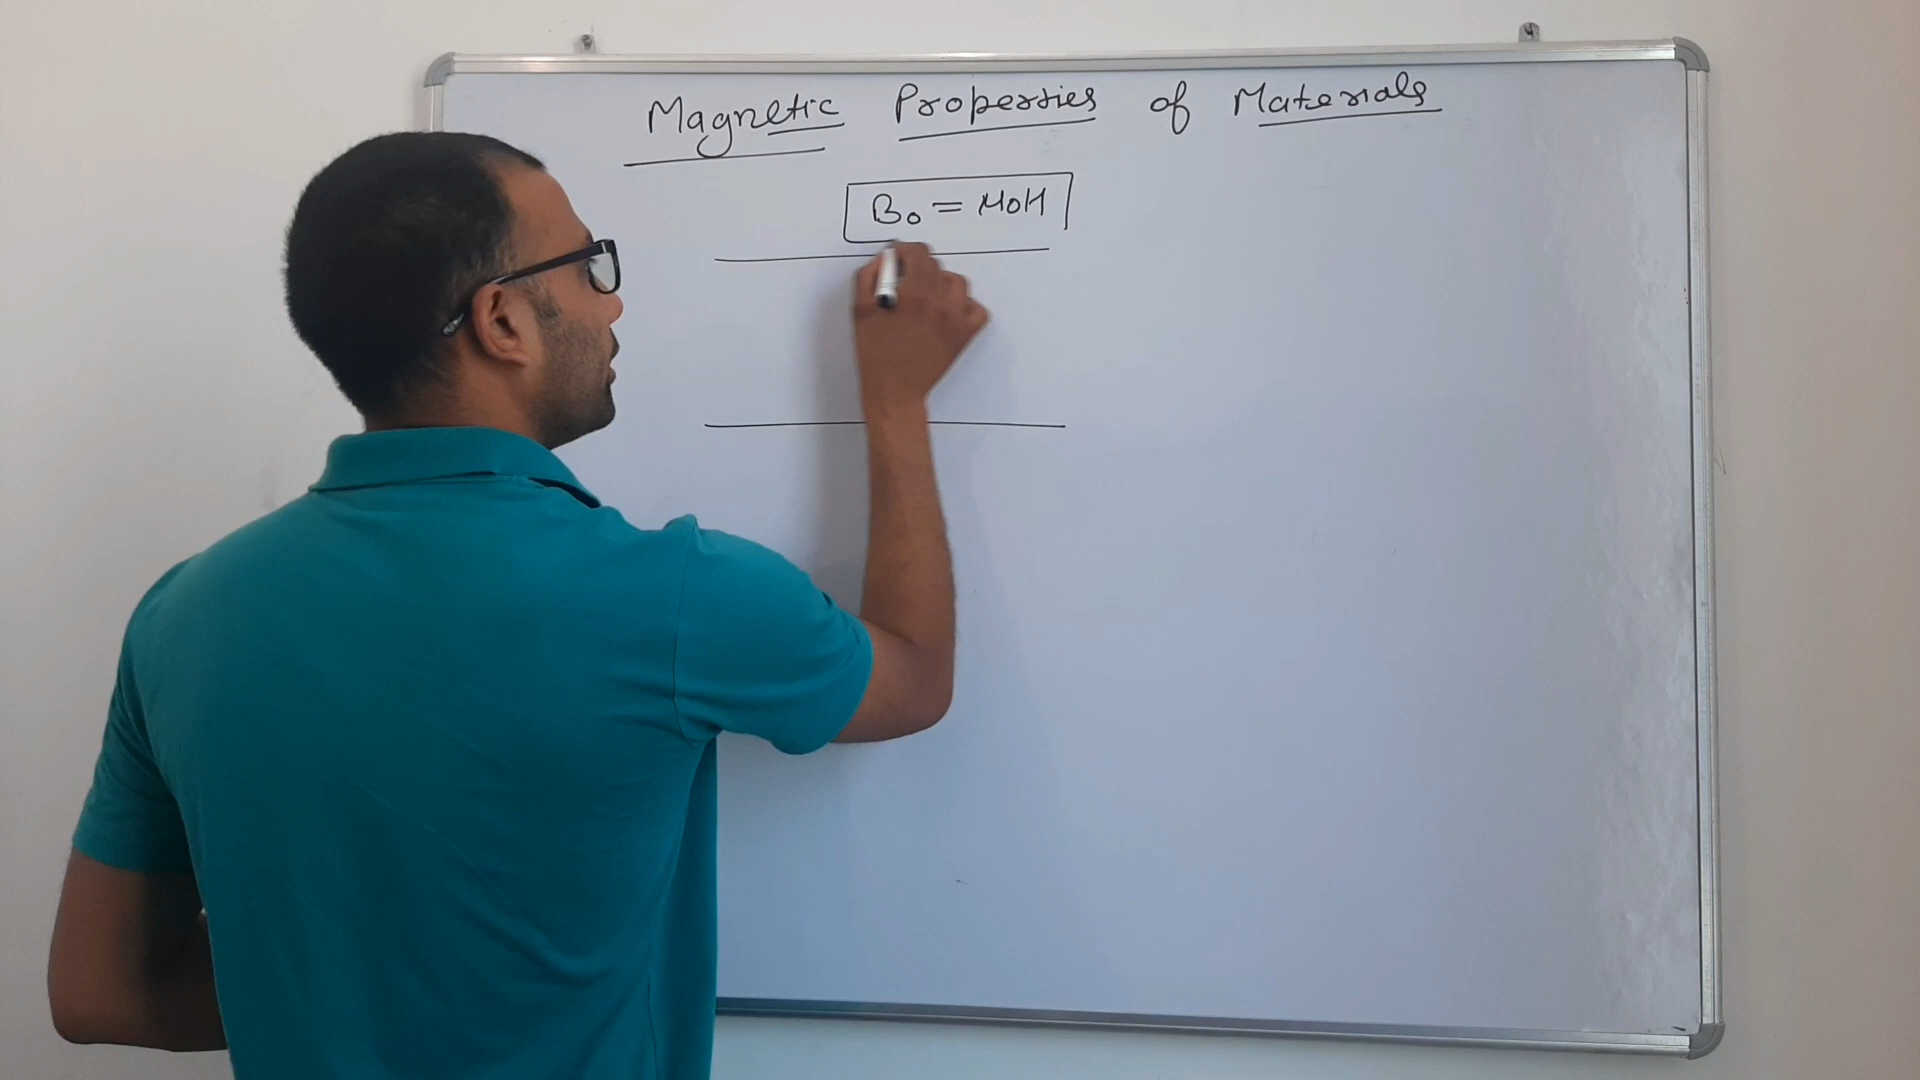 Magnetic Properties of Materials
B₀ = μ₀H